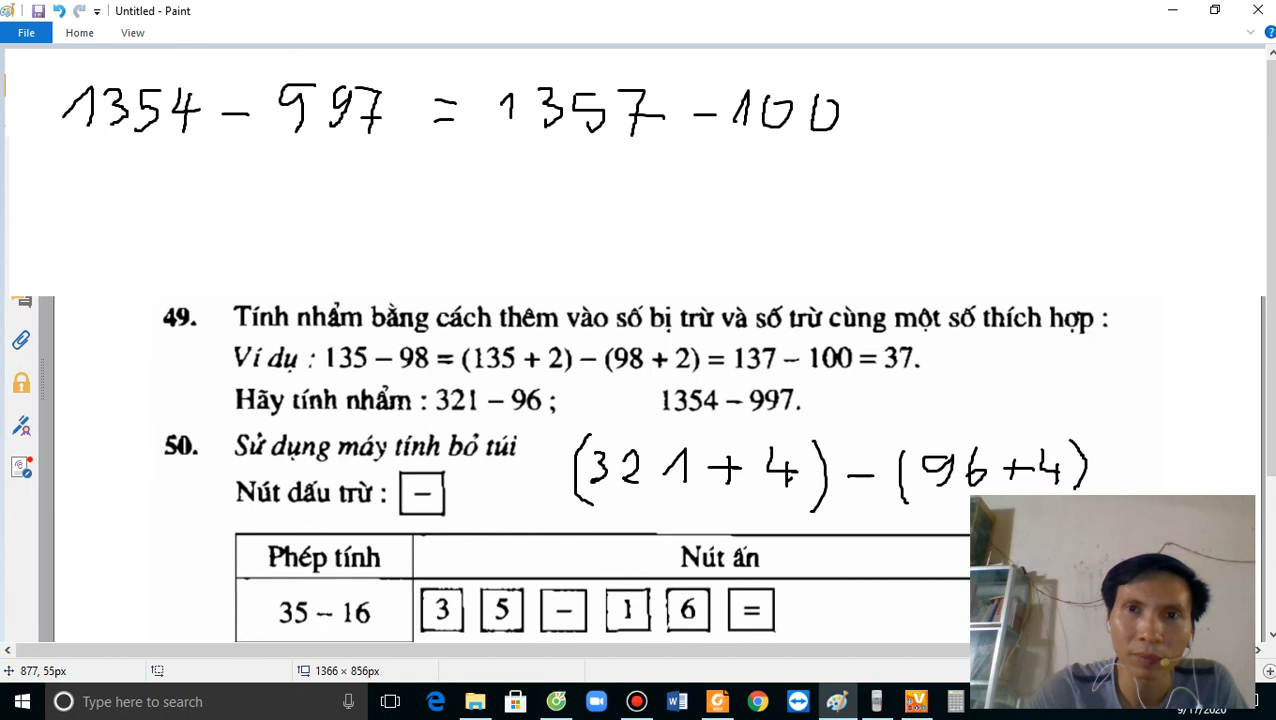 Untitled - Paint
File Home View
1354 - 997 = 1357 - 100
49. Tính nhẩm bằng cách thêm vào số bị trừ và số trừ cùng một số thích hợp :
Ví dụ : 135 – 98 = (135 + 2) – (98 + 2) = 137 – 100 = 37.
Hãy tính nhẩm : 321 – 96 ; 1354 – 997.
50. Sử dụng máy tính bỏ túi
(321 + 4) - (96 + 4)
Nút dấu trừ : –
Phép tính Nút ấn
35 – 16 3 5 – 1 6 =
877, 55px 1366 × 856px
Type here to search
9/17/2020